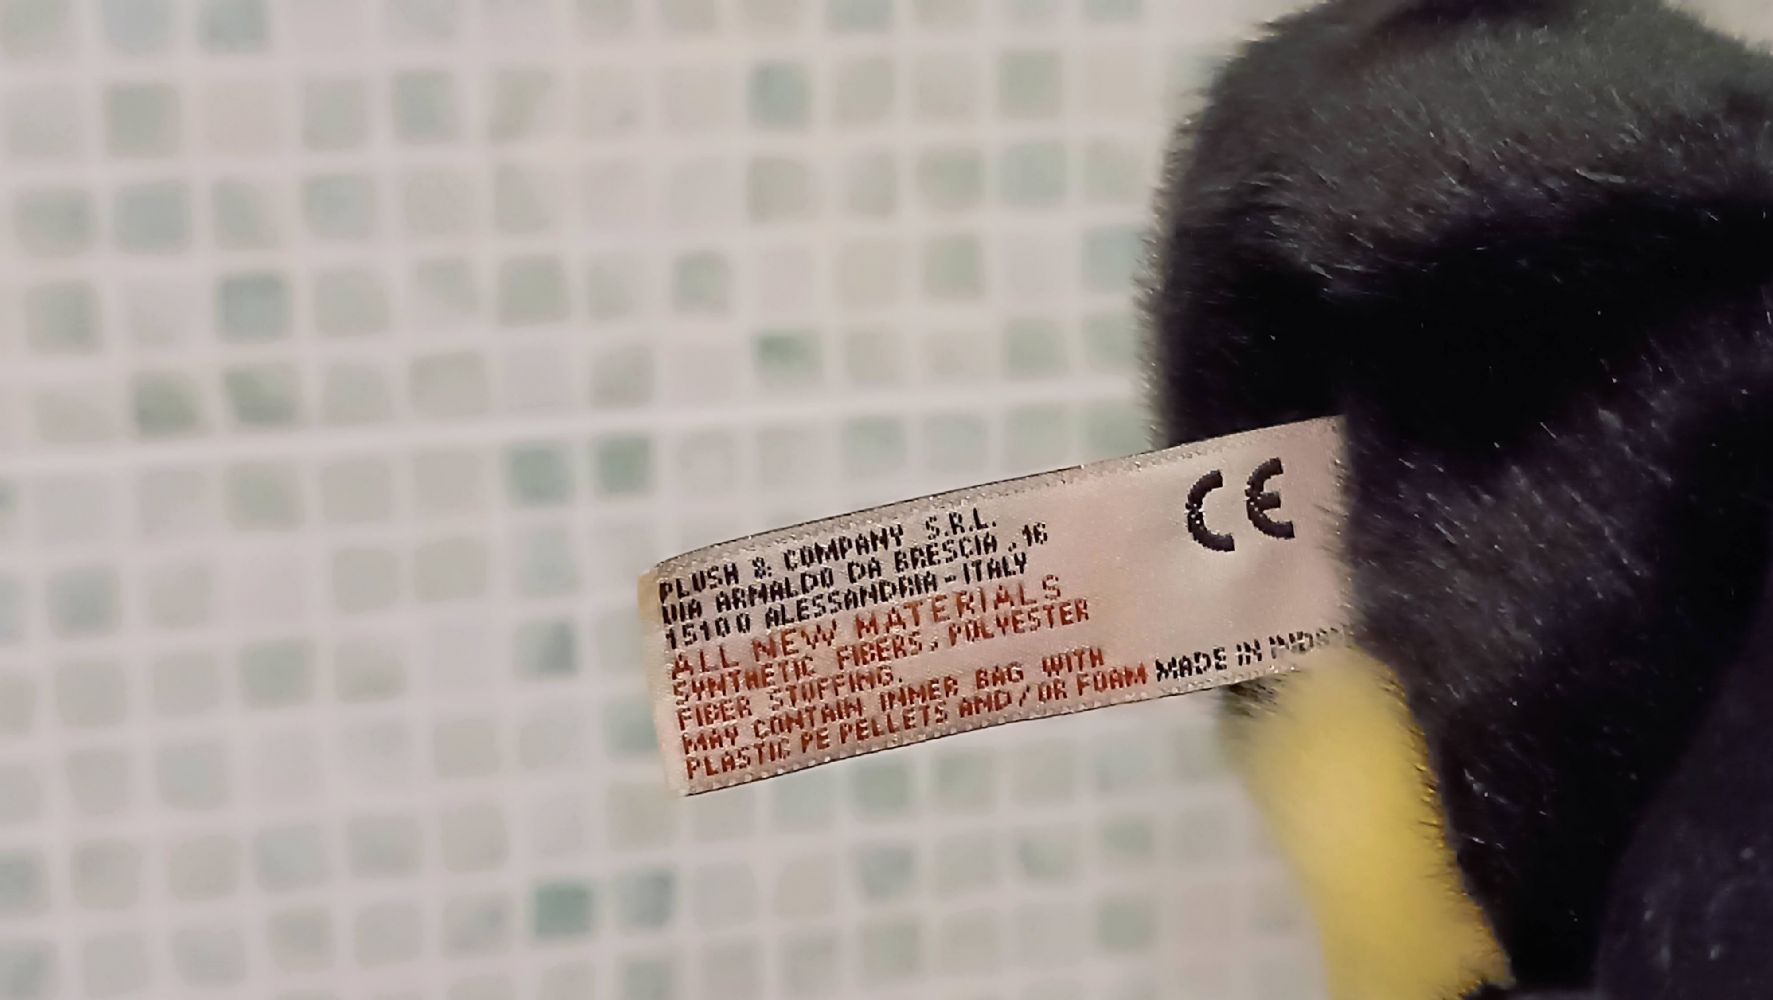 PLUSH & COMPANY S.R.L.
VIA ARNALDO DA BRESCIA, 16
15100 ALESSANDRIA-ITALY
ALL NEW MATERIALS
SYNTHETIC FIBERS, POLYESTER
FIBER STUFFING.
MAY CONTAIN INNER BAG WITH
PLASTIC PE PELLETS AND/OR FOAM
MADE IN
CE